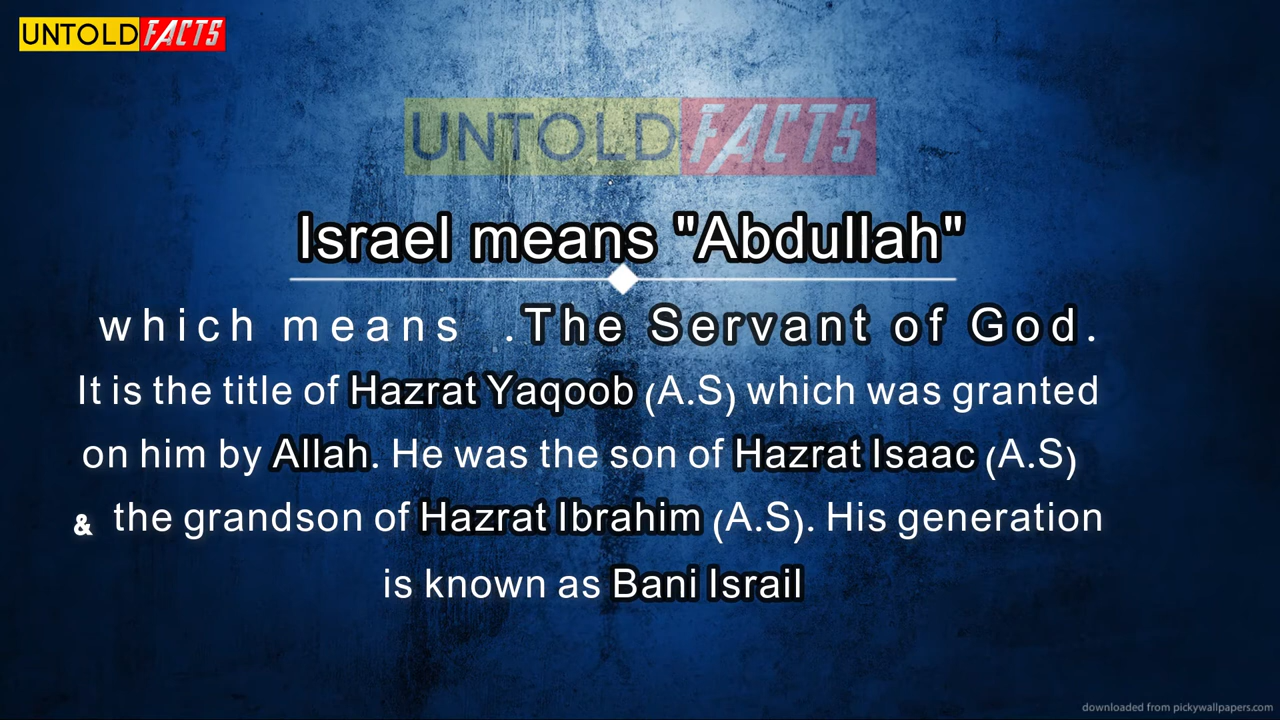 UNTOLD FACTS
UNTOLD FACTS
Israel means "Abdullah"
which means .The Servant of God.
It is the title of Hazrat Yaqoob (A.S) which was granted
on him by Allah. He was the son of Hazrat Isaac (A.S)
& the grandson of Hazrat Ibrahim (A.S). His generation
is known as Bani Israil
downloaded from pickywallpapers.com